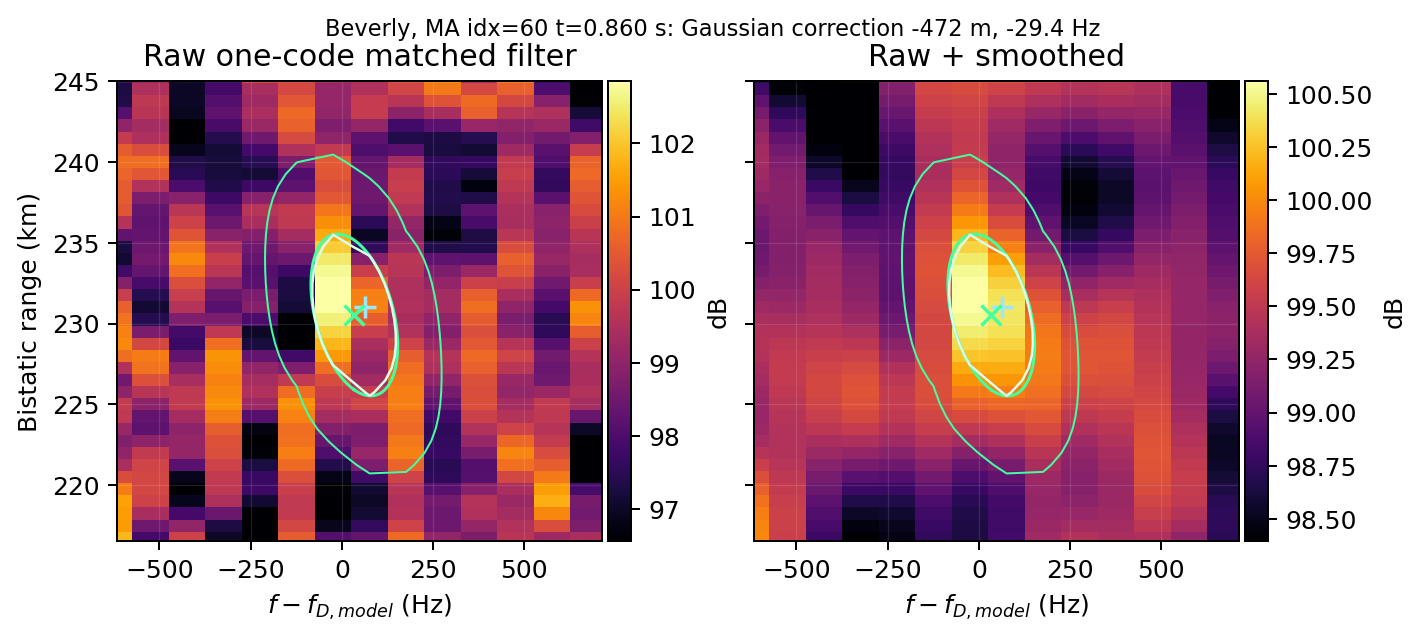 Beverly, MA idx=60 t=0.860 s: Gaussian correction -472 m, -29.4 Hz
Raw one-code matched filter
Raw + smoothed
245
240
235
230
225
220
Bistatic range (km)
−500 −250 0 250 500
f − f_{D, model} (Hz)
102
101
100
99
98
97
dB
−500 −250 0 250 500
f − f_{D, model} (Hz)
100.50
100.25
100.00
99.75
99.50
99.25
99.00
98.75
98.50
dB